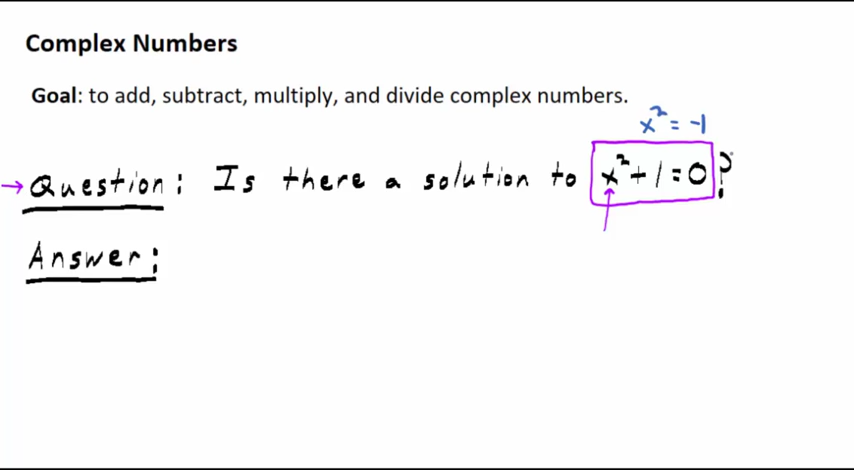 Complex Numbers
Goal: to add, subtract, multiply, and divide complex numbers.
x² = -1
→ Question: Is there a solution to x² + 1 = 0?
Answer: